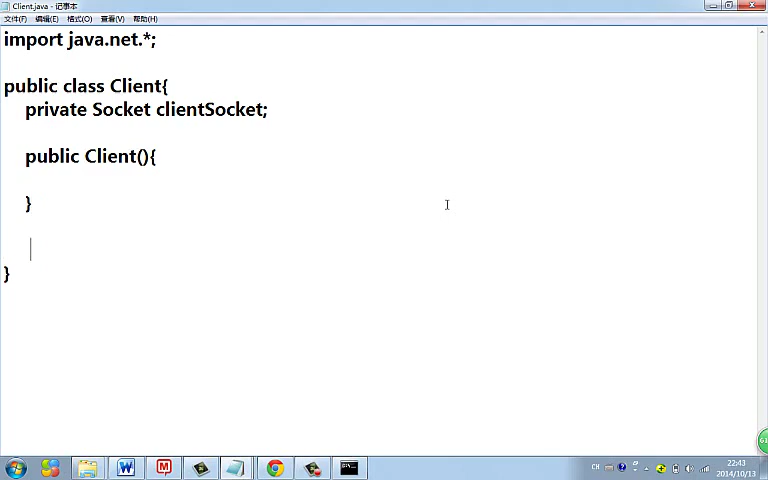 Client.java - 记事本
文件(F) 编辑(E) 格式(O) 查看(V) 帮助(H)
import java.net.*;
public class Client{
private Socket clientSocket;
public Client(){
}
}
CH
22:43
2014/10/13